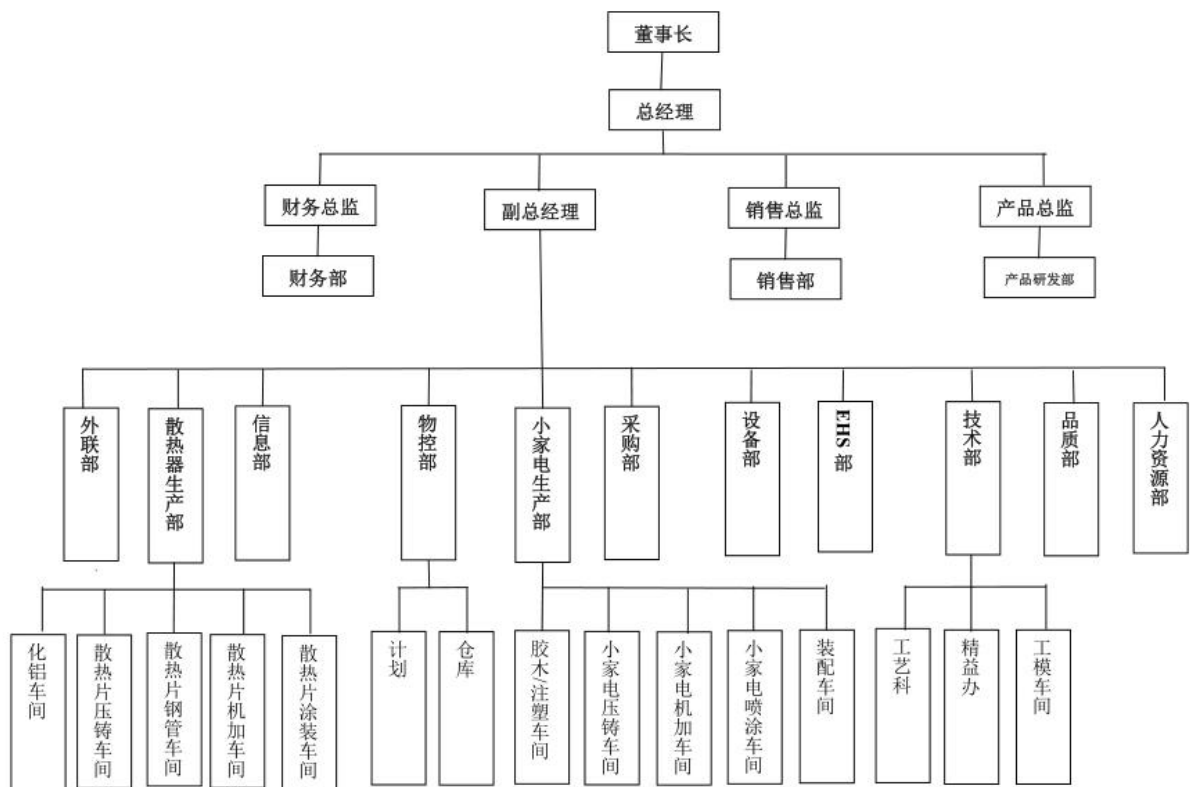 董事长
总经理
财务总监
副总经理
销售总监
产品总监
财务部
销售部
产品研发部
外联部
散热器生产部
信息部
物控部
小家电生产部
采购部
设备部
EHS 部
技术部
品质部
人力资源部
化铝车间
散热片压铸车间
散热片钢管车间
散热片机加车间
散热片涂装车间
计划
仓库
胶木/注塑车间
小家电压铸车间
小家电机加车间
小家电喷涂车间
装配车间
工艺科
精益办
工模车间